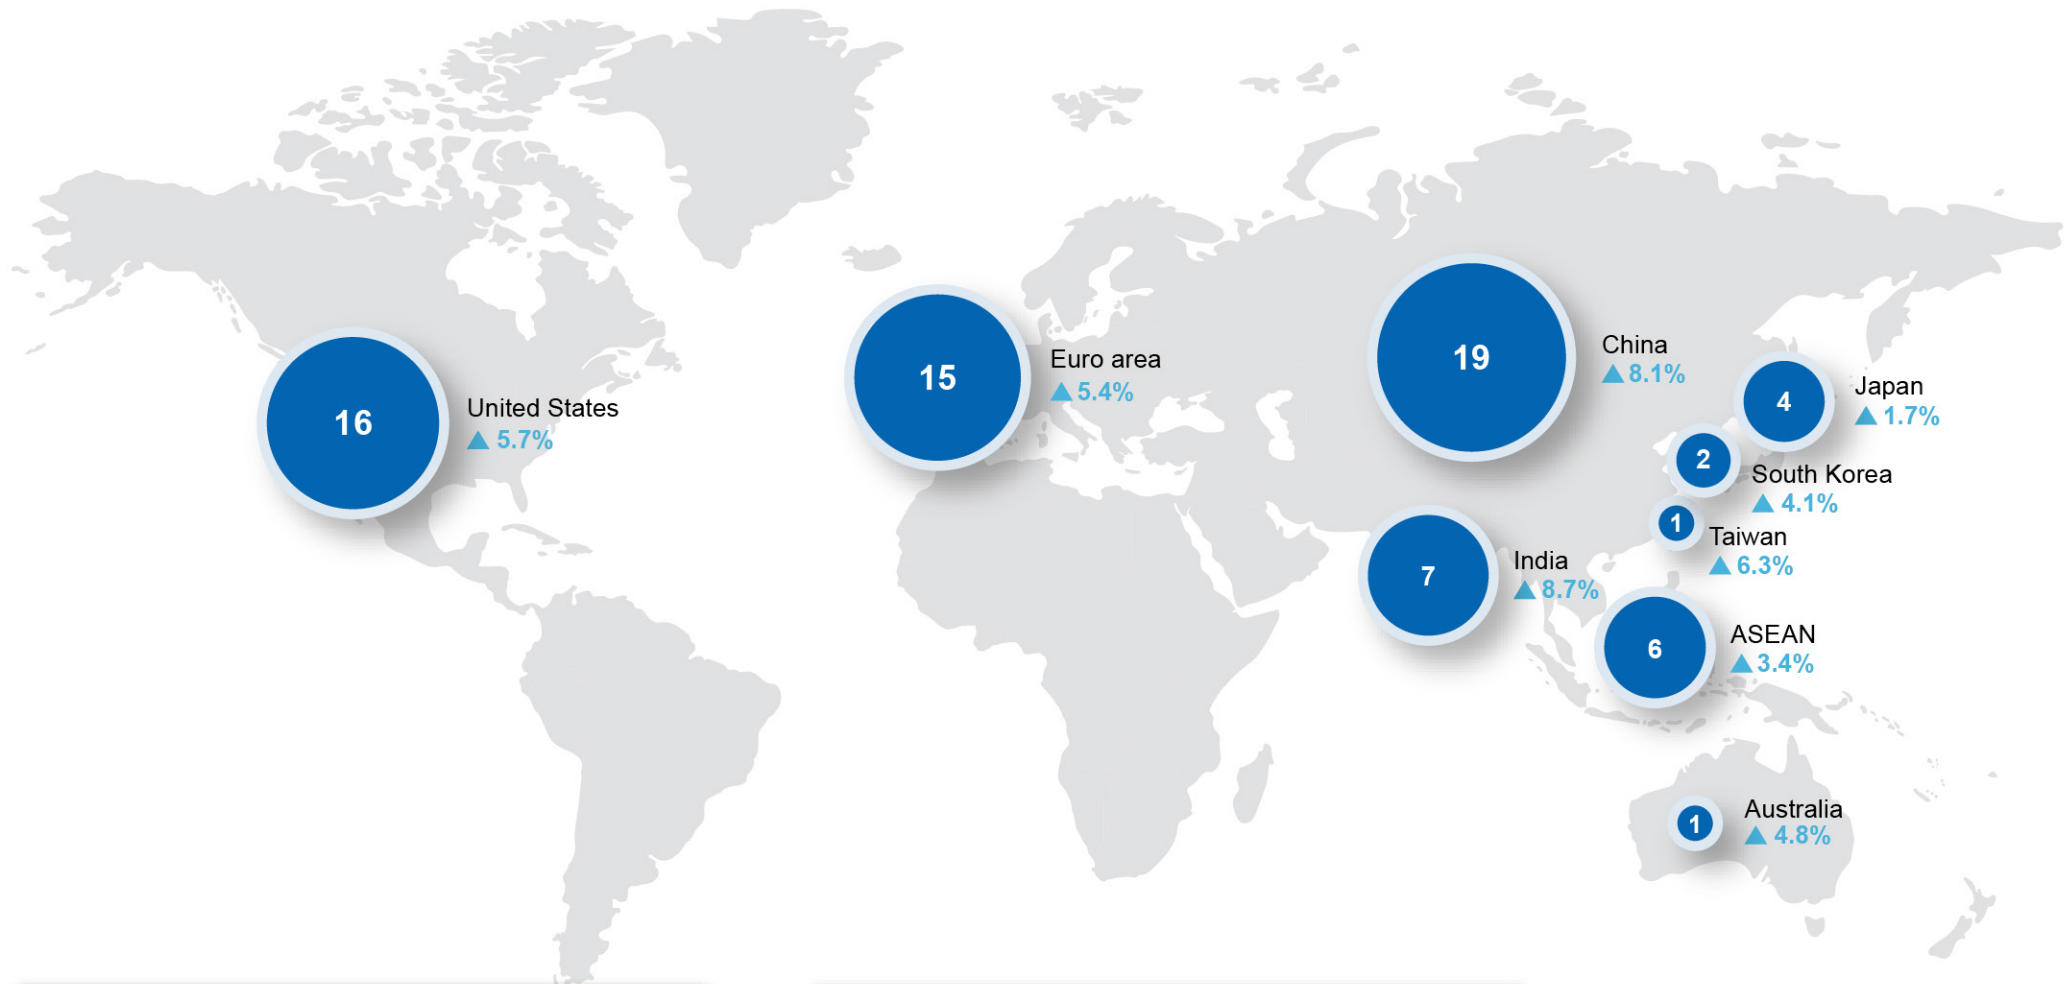 16
United States
▲ 5.7%
15
Euro area
▲ 5.4%
19
China
▲ 8.1%
4
Japan
▲ 1.7%
2
South Korea
▲ 4.1%
1
Taiwan
▲ 6.3%
7
India
▲ 8.7%
6
ASEAN
▲ 3.4%
1
Australia
▲ 4.8%